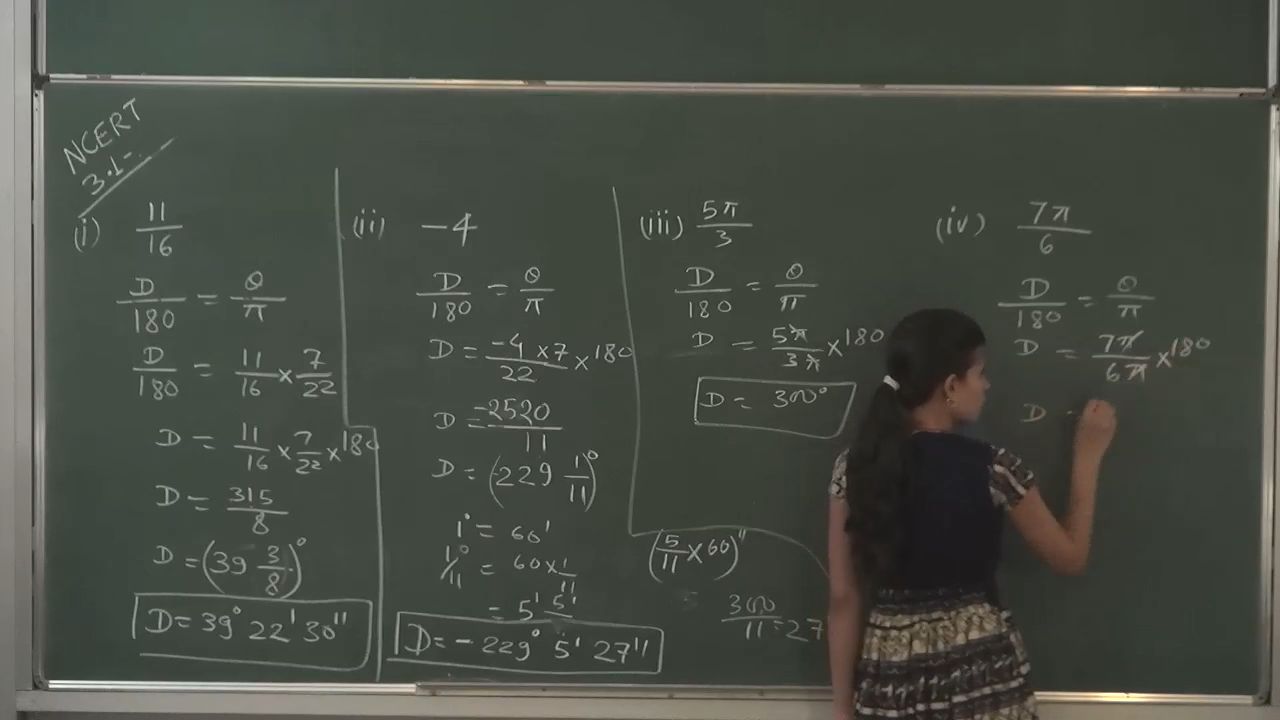 NCERT
3.1-
(i) 11/16
D/180 = θ/π
D/180 = 11/16 × 7/22
D = 11/16 × 7/22 × 180
D = 315/8
D = (39 3/8)°
D = 39° 22' 30''
(ii) -4
D/180 = θ/π
D = -4 × 7/22 × 180
D = -2520/11
D = (229 1/11)°
1° = 60'
1/11° = 60 × 1/11
= 5' 5'/11
D = - 229° 5' 27''
(iii) 5π/3
D/180 = θ/π
D = 5π/3π × 180
D = 300°
(5/11 × 60)''
300/11 = 27
(iv) 7π/6
D/180 = θ/π
D = 7π/6π × 180
D =